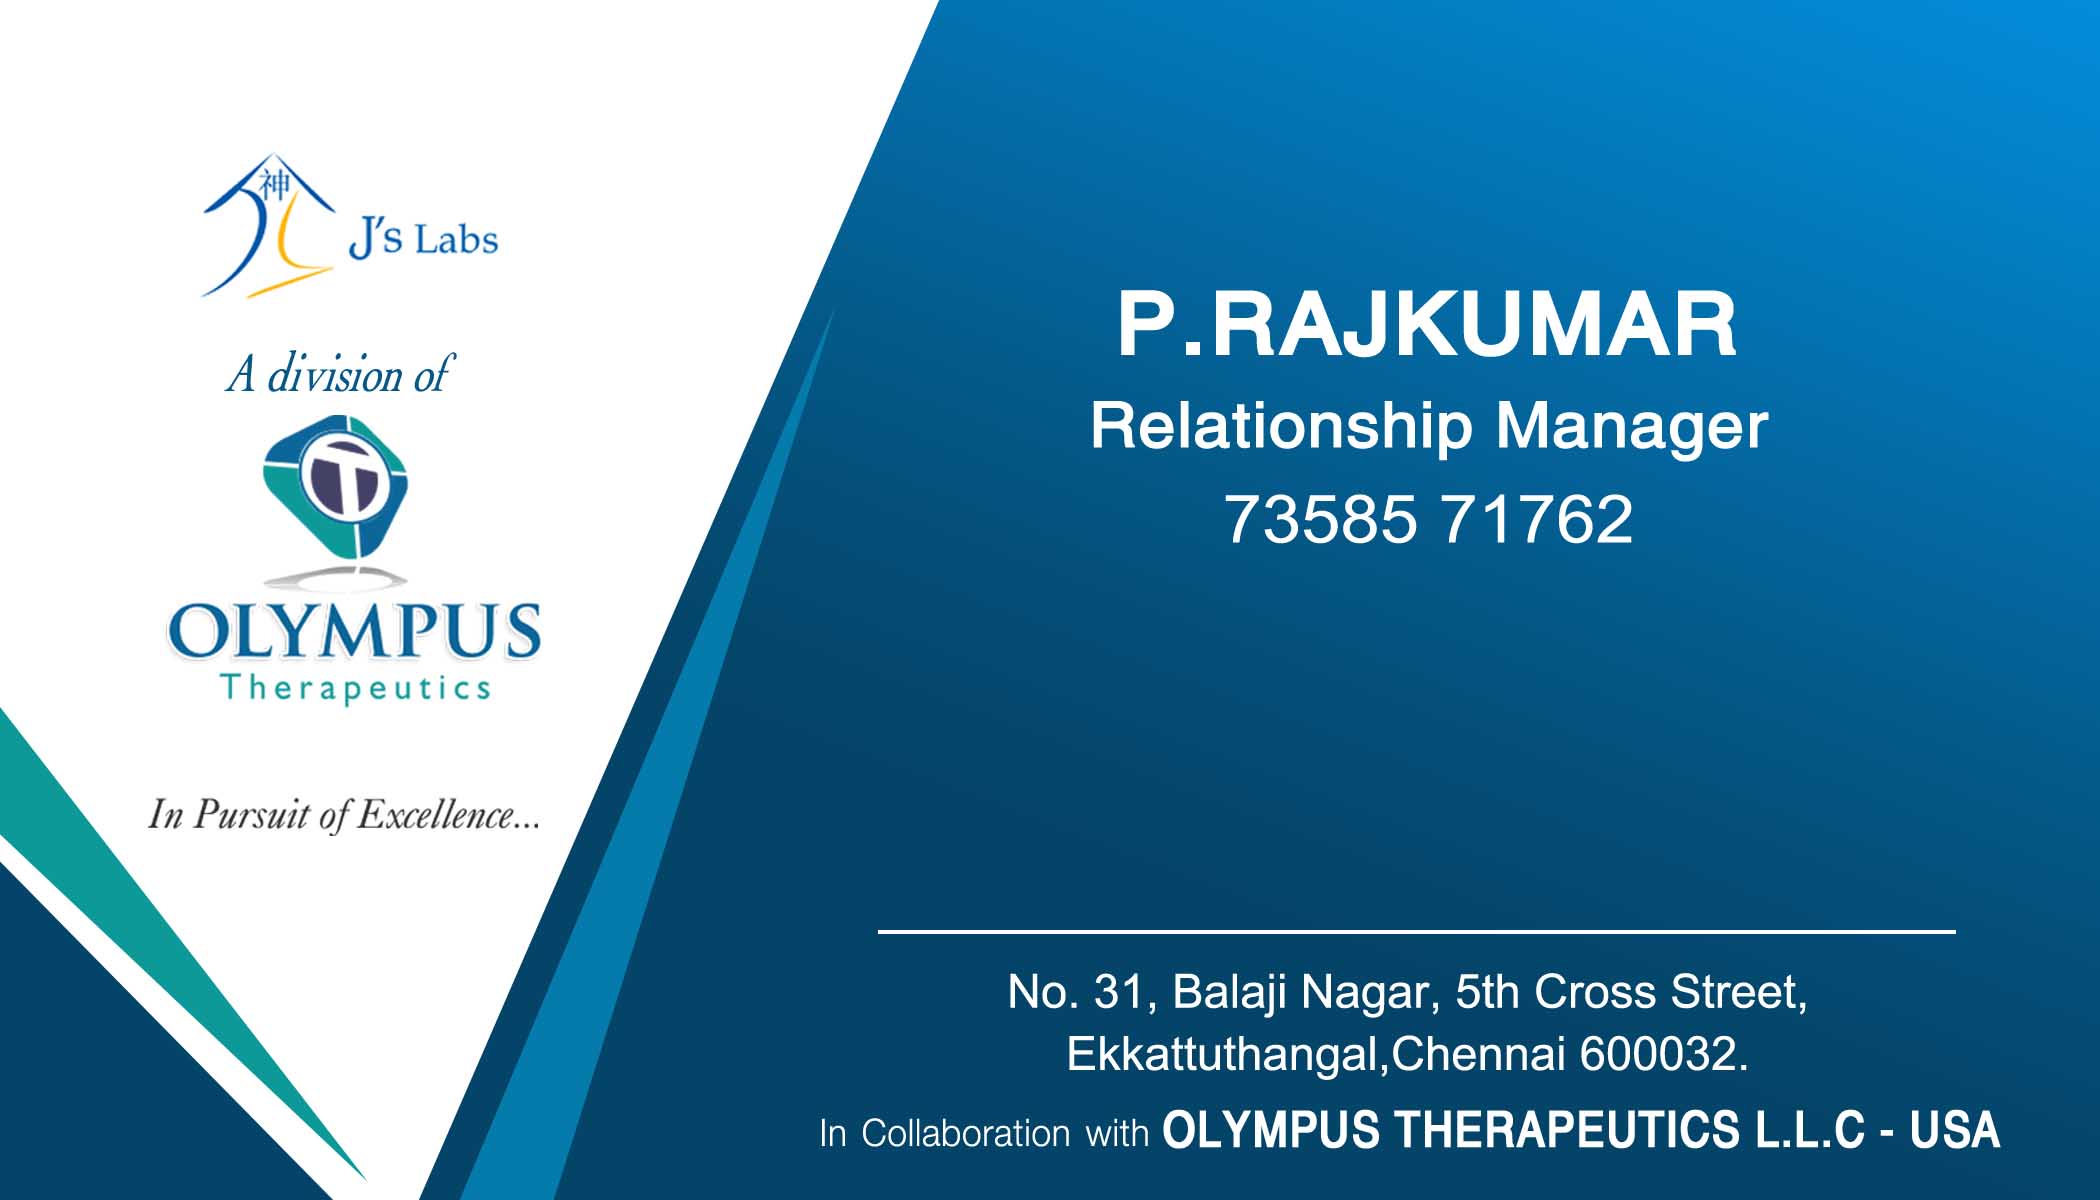 神
J's Labs
A division of
T
OLYMPUS
Therapeutics
In Pursuit of Excellence...
P.RAJKUMAR
Relationship Manager
73585 71762
No. 31, Balaji Nagar, 5th Cross Street,
Ekkattuthangal,Chennai 600032.
In Collaboration with OLYMPUS THERAPEUTICS L.L.C - USA